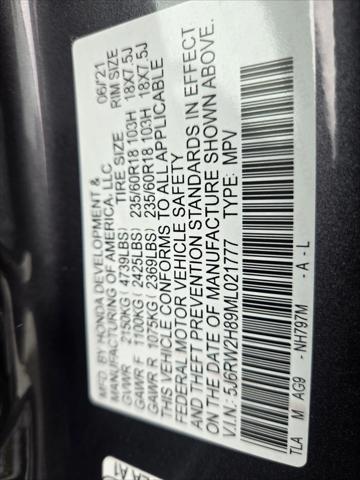 MFD. BY HONDA DEVELOPMENT & 06/'21
MANUFACTURING OF AMERICA, LLC
TIRE SIZE RIM SIZE
GVWR 2150KG( 4739LBS)
GAWR F 1100KG( 2425LBS) 235/60R18 103H 18X7.5J
GAWR R 1075KG( 2369LBS) 235/60R18 103H 18X7.5J
THIS VEHICLE CONFORMS TO ALL APPLICABLE
FEDERAL MOTOR VEHICLE SAFETY
AND THEFT PREVENTION STANDARDS IN EFFECT
ON THE DATE OF MANUFACTURE SHOWN ABOVE.
V.I.N: 5J6RW2H89ML021777 TYPE: MPV
TLA M AG9 - NH797M - A - L